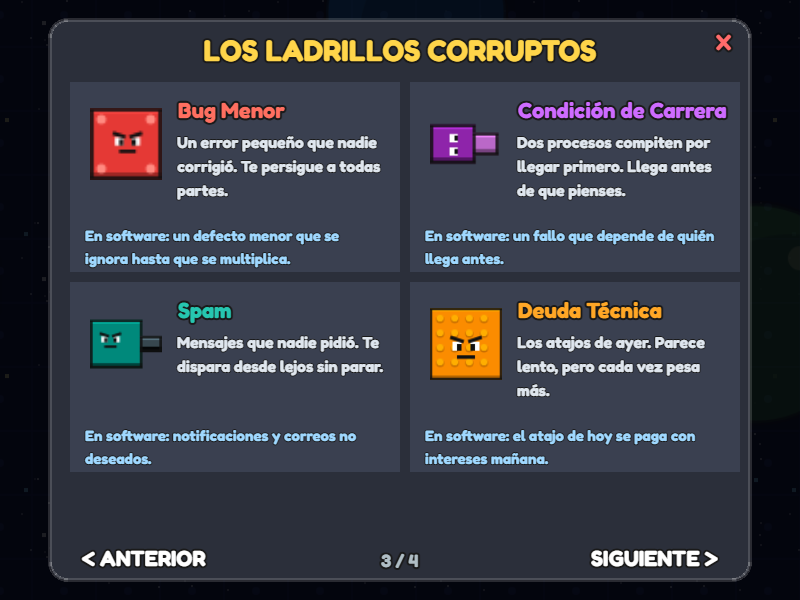 LOS LADRILLOS CORRUPTOS
X
Bug Menor
Un error pequeño que nadie
corrigió. Te persigue a todas
partes.
En software: un defecto menor que se
ignora hasta que se multiplica.
Condición de Carrera
Dos procesos compiten por
llegar primero. Llega antes
de que pienses.
En software: un fallo que depende de quién
llega antes.
Spam
Mensajes que nadie pidió. Te
dispara desde lejos sin parar.
En software: notificaciones y correos no
deseados.
Deuda Técnica
Los atajos de ayer. Parece
lento, pero cada vez pesa
más.
En software: el atajo de hoy se paga con
intereses mañana.
< ANTERIOR
3 / 4
SIGUIENTE >